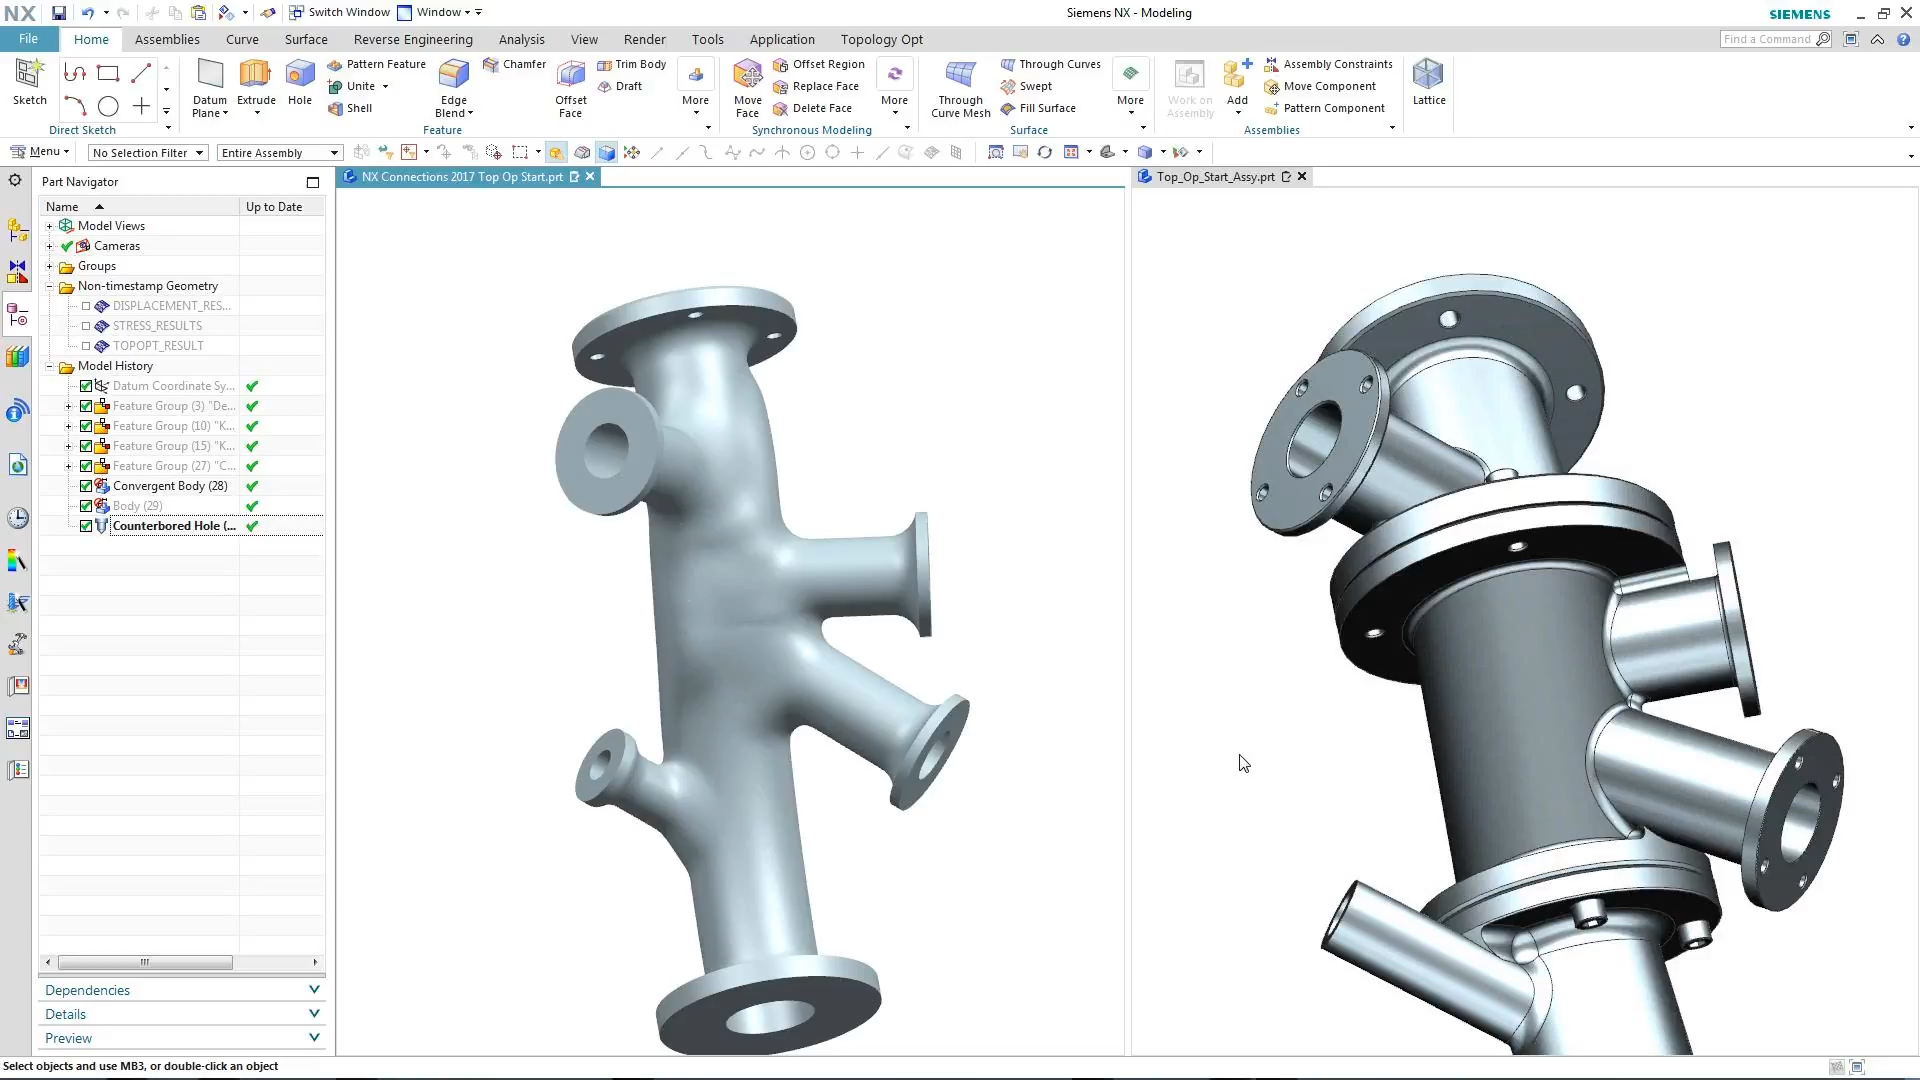 NX Switch Window Window Siemens NX - Modeling SIEMENS
File Home Assemblies Curve Surface Reverse Engineering Analysis View Render Tools Application Topology Opt Find a Command
Sketch
Direct Sketch
Datum Plane
Extrude
Hole
Pattern Feature
Unite
Shell
Edge Blend
Chamfer
Offset Face
Trim Body
Draft
More
Feature
Move Face
Offset Region
Replace Face
Delete Face
More
Synchronous Modeling
Through Curve Mesh
Through Curves
Swept
Fill Surface
More
Surface
Work on Assembly
Add
Assembly Constraints
Move Component
Pattern Component
Assemblies
Lattice
Menu No Selection Filter Entire Assembly
Part Navigator
Name Up to Date
Model Views
Cameras
Groups
Non-timestamp Geometry
DISPLACEMENT_RES...
STRESS_RESULTS
TOPOPT_RESULT
Model History
Datum Coordinate Sy...
Feature Group (3) "De...
Feature Group (10) "K...
Feature Group (15) "K...
Feature Group (27) "C...
Convergent Body (28)
Body (29)
Counterbored Hole (...
Dependencies
Details
Preview
NX Connections 2017 Top Op Start.prt
Top_Op_Start_Assy.prt
Select objects and use MB3, or double-click an object